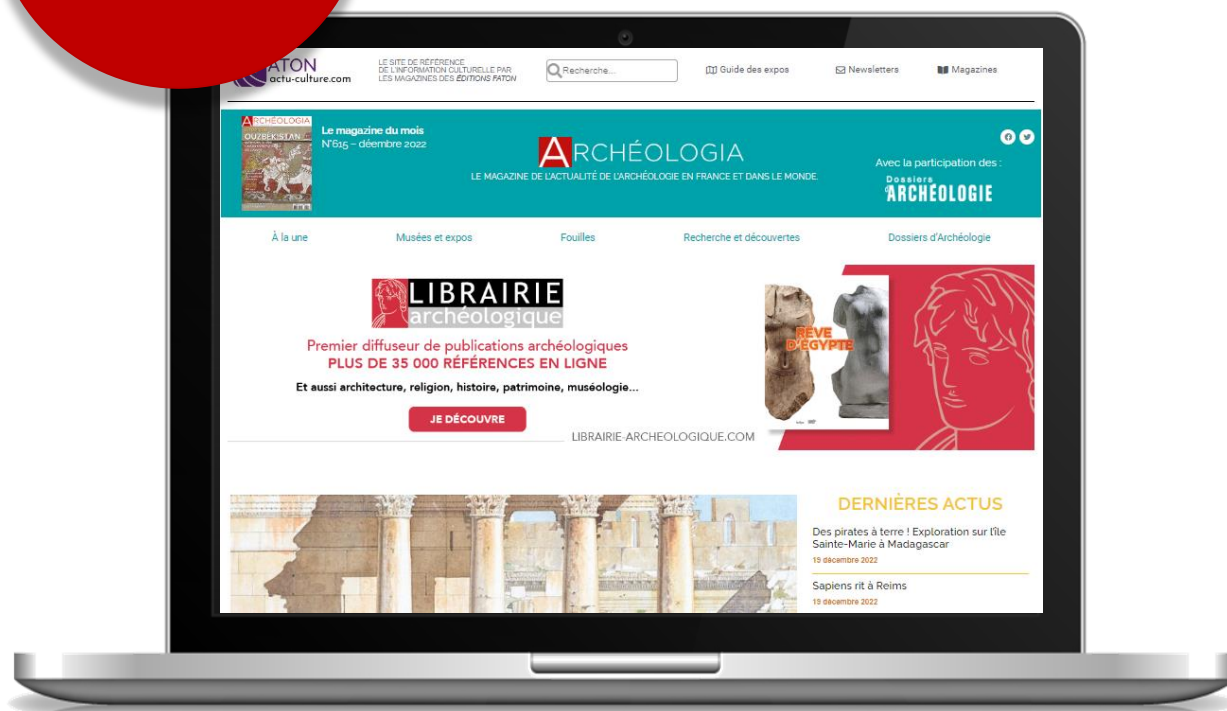 ATON
actu-culture.com
LE SITE DE RÉFÉRENCE
DE L'INFORMATION CULTURELLE PAR
LES MAGAZINES DES ÉDITIONS FATON
Recherche...
Guide des expos
Newsletters
Magazines
ARCHÉOLOGIA
OUZBÉKISTAN
Le magazine du mois
N°615 – déembre 2022
ARCHÉOLOGIA
LE MAGAZINE DE L'ACTUALITÉ DE L'ARCHÉOLOGIE EN FRANCE ET DANS LE MONDE.
Avec la participation des :
Dossiers
d'ARCHÉOLOGIE
À la une
Musées et expos
Fouilles
Recherche et découvertes
Dossiers d'Archéologie
LIBRAIRIE
archéologique
Premier diffuseur de publications archéologiques
PLUS DE 35 000 RÉFÉRENCES EN LIGNE
Et aussi architecture, religion, histoire, patrimoine, muséologie...
JE DÉCOUVRE
LIBRAIRIE-ARCHEOLOGIQUE.COM
RÊVE
D'ÉGYPTE
DERNIÈRES ACTUS
Des pirates à terre ! Exploration sur l'île
Sainte-Marie à Madagascar
19 décembre 2022
Sapiens rit à Reims
19 décembre 2022